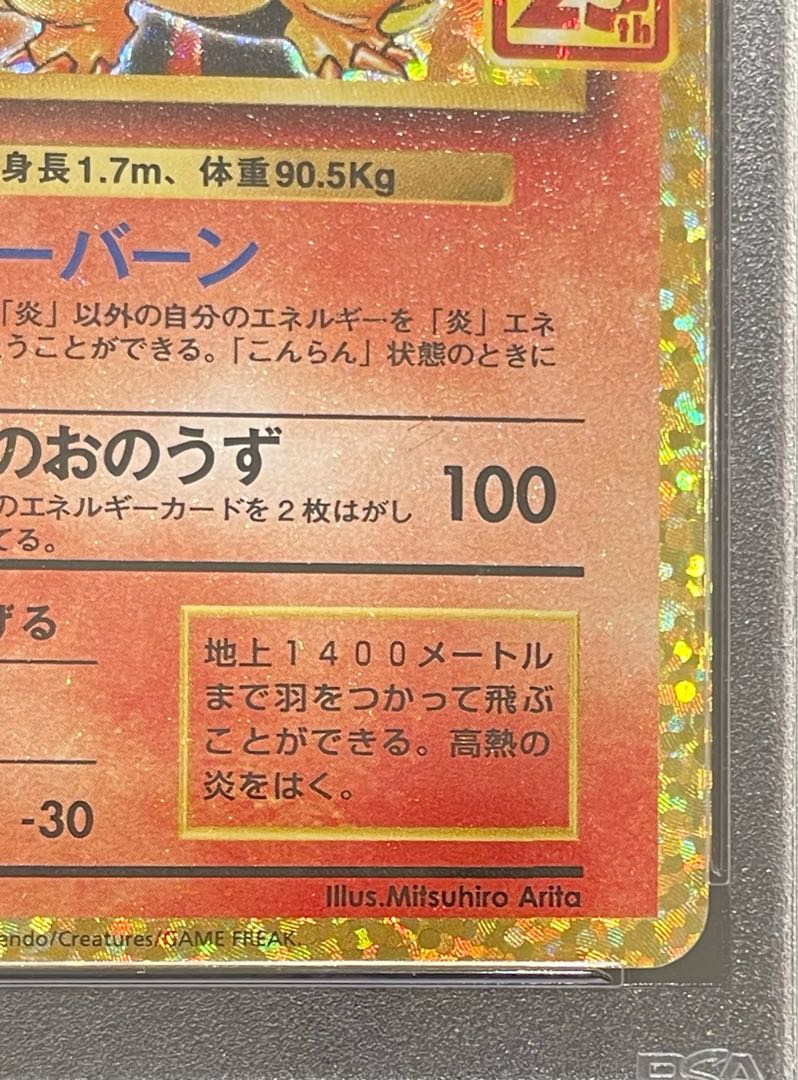 25th
身長1.7m、体重90.5Kg
ーバーン
「炎」以外の自分のエネルギーを「炎」エネ
うことができる。「こんらん」状態のときに
のおのうず
100
のエネルギーカードを2枚はがし
てる。
げる
地上1400メートル
まで羽をつかって飛ぶ
ことができる。高熱の
炎をはく。
-30
Illus.Mitsuhiro Arita
endo/Creatures/GAME FREAK.
PSA